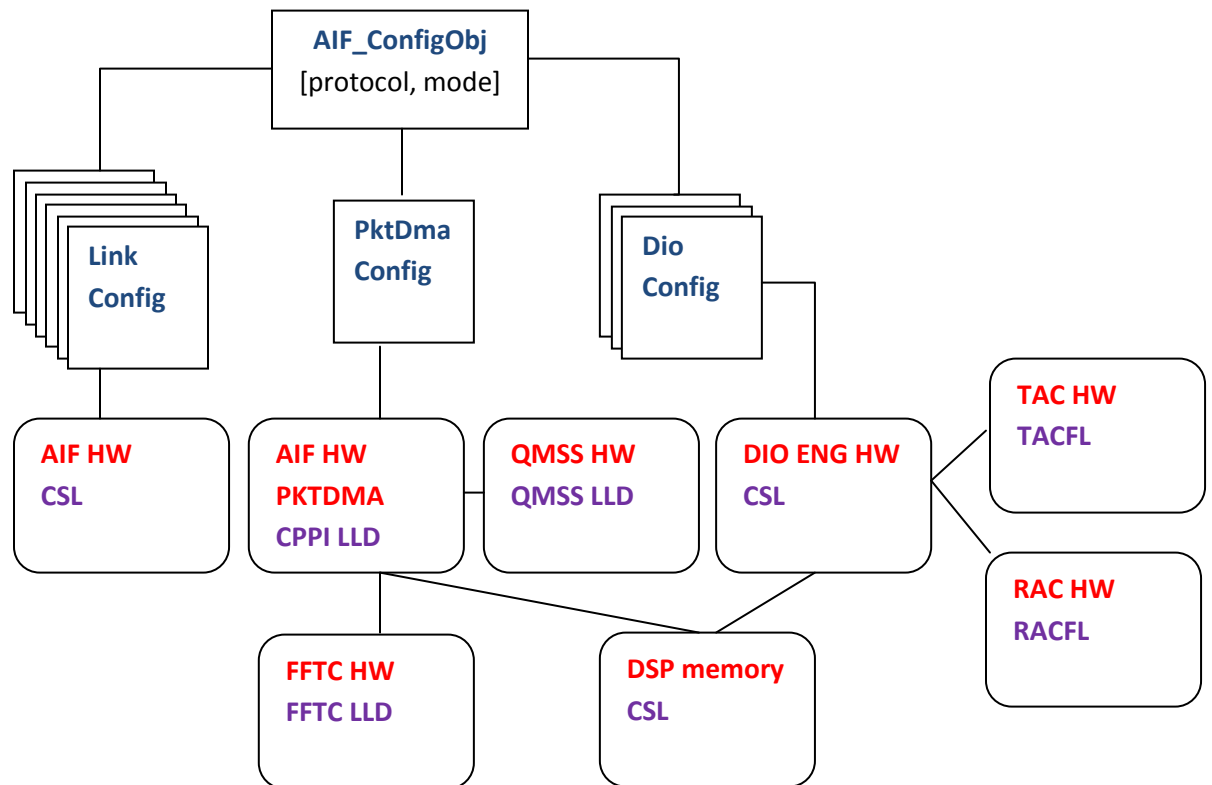 AIF_ConfigObj
[protocol, mode]
Link
Config
PktDma
Config
Dio
Config
AIF HW
CSL
AIF HW
PKTDMA
CPPI LLD
QMSS HW
QMSS LLD
DIO ENG HW
CSL
TAC HW
TACFL
RAC HW
RACFL
FFTC HW
FFTC LLD
DSP memory
CSL